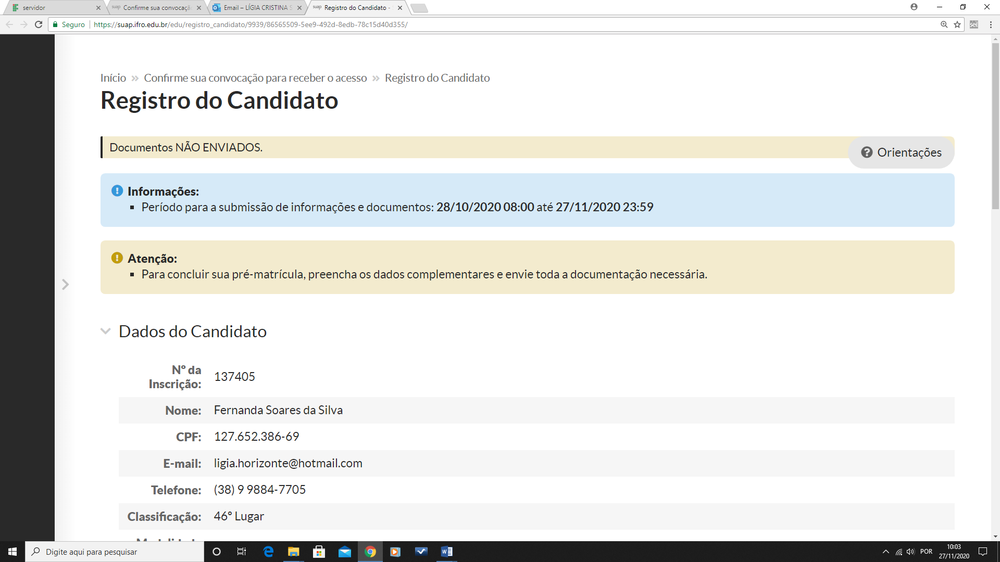 servidor
suap Confirme sua convocaçã
Email – LÍGIA CRISTINA S
suap Registro do Candidato -
Seguro https://suap.ifro.edu.br/edu/registro_candidato/9939/86565509-5ee9-492d-8edb-78c15d40d355/
sei!
Início » Confirme sua convocação para receber o acesso » Registro do Candidato
Registro do Candidato
Documentos NÃO ENVIADOS.
Orientações
Informações:
▪ Período para a submissão de informações e documentos: 28/10/2020 08:00 até 27/11/2020 23:59
Atenção:
▪ Para concluir sua pré-matrícula, preencha os dados complementares e envie toda a documentação necessária.
Dados do Candidato
Nº da
Inscrição: 137405
Nome: Fernanda Soares da Silva
CPF: 127.652.386-69
E-mail: ligia.horizonte@hotmail.com
Telefone: (38) 9 9884-7705
Classificação: 46º Lugar
Digite aqui para pesquisar
POR
10:03
27/11/2020